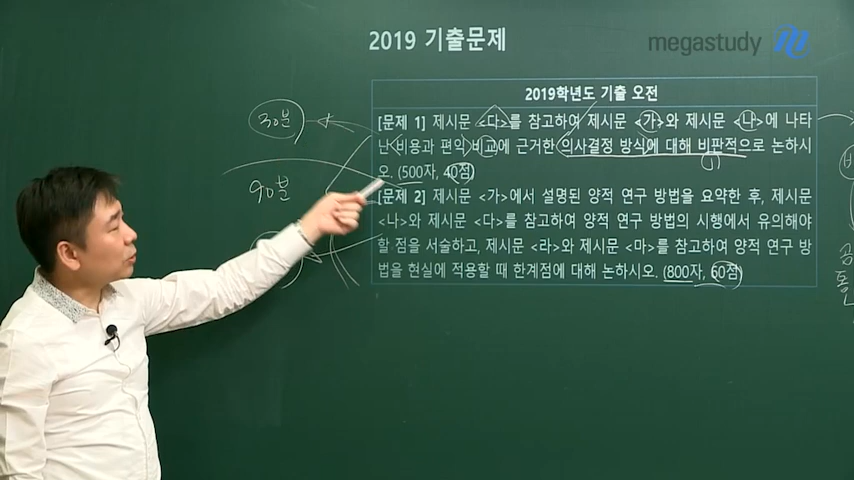 2019 기출문제
megastudy
2019학년도 기출 오전
[문제 1] 제시문 <다>를 참고하여 제시문 <가>와 제시문 <나>에 나타
난 비용과 편익 비교에 근거한 의사결정 방식에 대해 비판적으로 논하시
오. (500자, 40점)
[문제 2] 제시문 <가>에서 설명된 양적 연구 방법을 요약한 후, 제시문
<나>와 제시문 <다>를 참고하여 양적 연구 방법의 시행에서 유의해야
할 점을 서술하고, 제시문 <라>와 제시문 <마>를 참고하여 양적 연구 방
법을 현실에 적용할 때 한계점에 대해 논하시오. (800자, 60점)
30분
90분
비
공
통